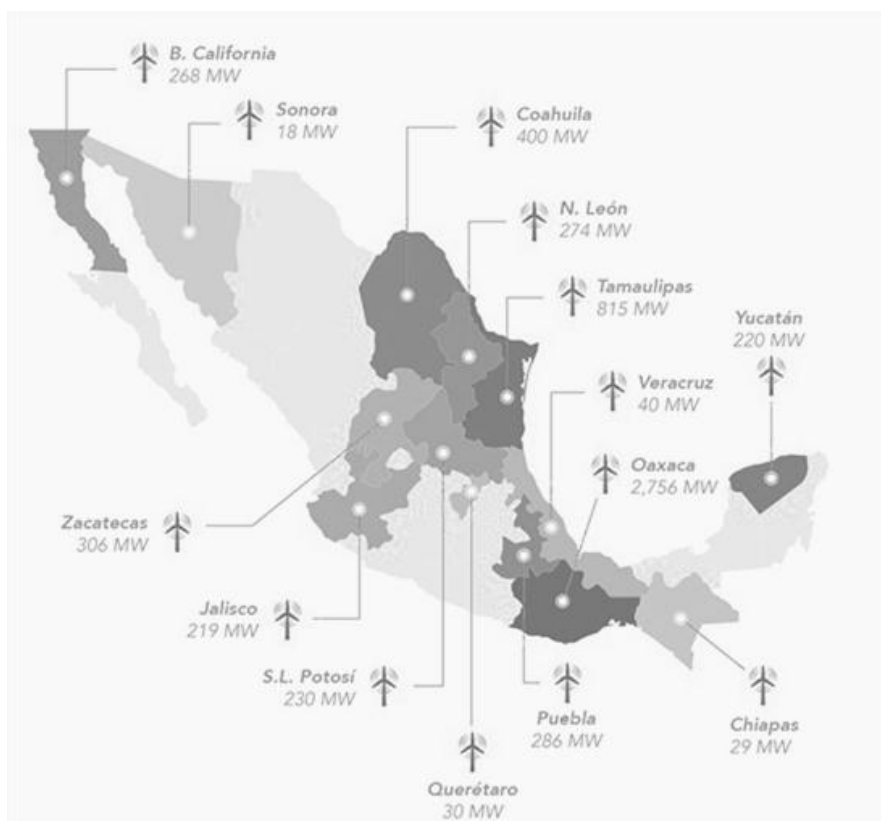 B. California
268 MW
Sonora
18 MW
Coahuila
400 MW
N. León
274 MW
Tamaulipas
815 MW
Yucatán
220 MW
Veracruz
40 MW
Oaxaca
2,756 MW
Zacatecas
306 MW
Jalisco
219 MW
S.L. Potosí
230 MW
Puebla
286 MW
Chiapas
29 MW
Querétaro
30 MW